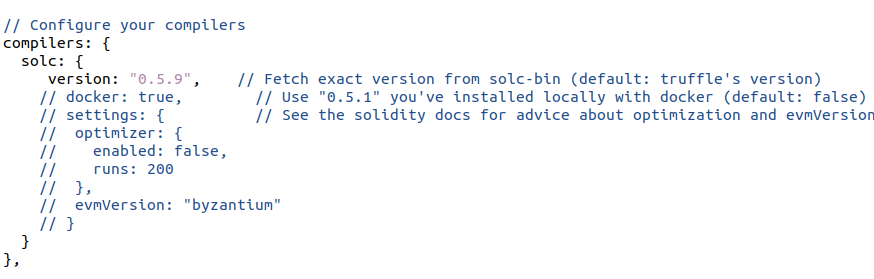 // Configure your compilers
compilers: {
  solc: {
     version: "0.5.9",    // Fetch exact version from solc-bin (default: truffle's version)
    // docker: true,        // Use "0.5.1" you've installed locally with docker (default: false)
    // settings: {          // See the solidity docs for advice about optimization and evmVersion
    //  optimizer: {
    //    enabled: false,
    //    runs: 200
    //  },
    //  evmVersion: "byzantium"
    // }
  }
},